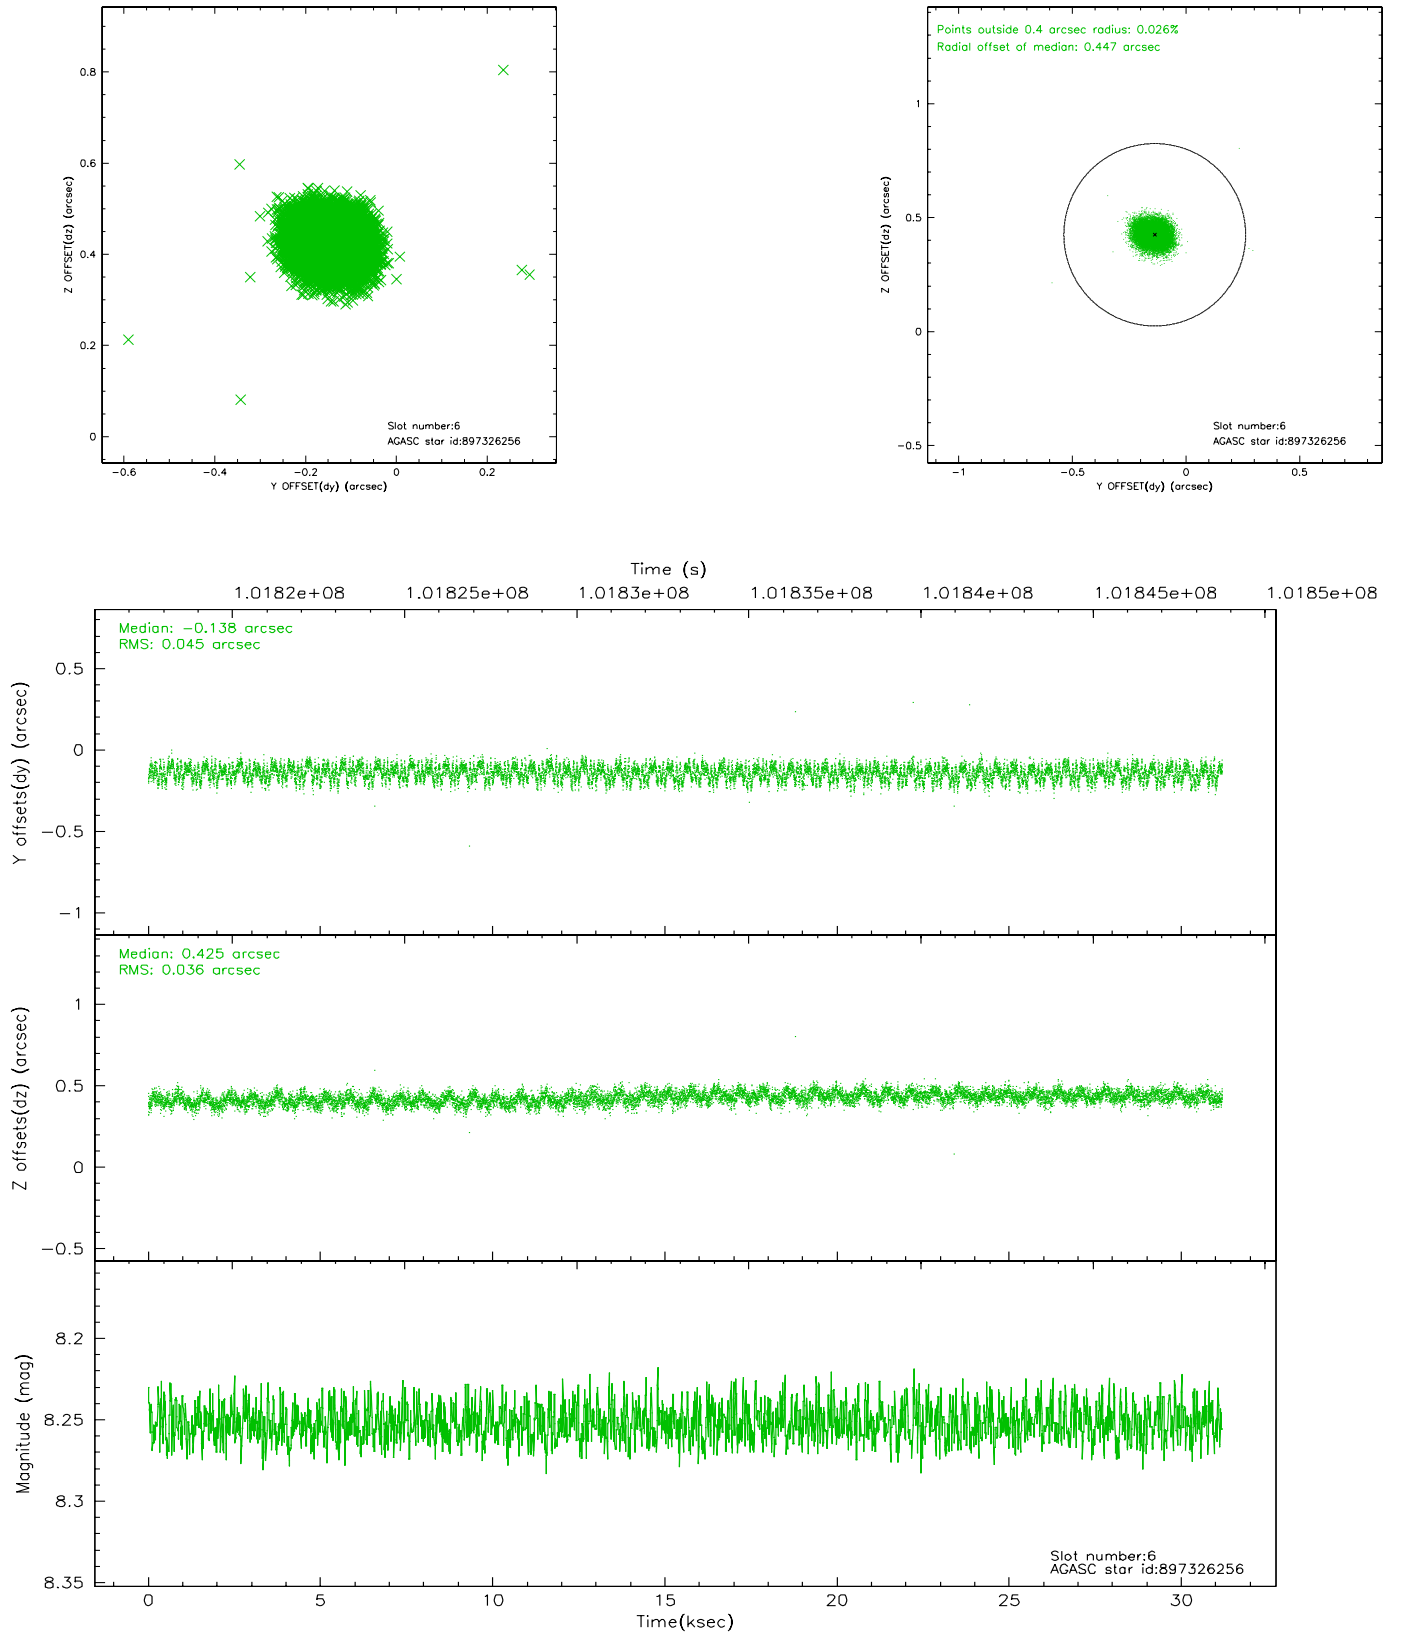 0.8
0.6
0.4
0.2
0
Z OFFSET(dz) (arcsec)
Slot number:6
AGASC star id:897326256
−0.6 −0.4 −0.2 0 0.2
Y OFFSET(dy) (arcsec)
Points outside 0.4 arcsec radius: 0.026%
Radial offset of median: 0.447 arcsec
1
0.5
0
−0.5
Z OFFSET(dz) (arcsec)
Slot number:6
AGASC star id:897326256
−1 −0.5 0 0.5
Y OFFSET(dy) (arcsec)
Time (s)
1.0182e+08 1.01825e+08 1.0183e+08 1.01835e+08 1.0184e+08 1.01845e+08 1.0185e+08
Median: −0.138 arcsec
RMS: 0.045 arcsec
0.5
0
−0.5
−1
Y offsets(dy) (arcsec)
Median: 0.425 arcsec
RMS: 0.036 arcsec
1
0.5
0
−0.5
Z offsets(dz) (arcsec)
8.2
8.25
8.3
8.35
Magnitude (mag)
Slot number:6
AGASC star id:897326256
0 5 10 15 20 25 30
Time(ksec)